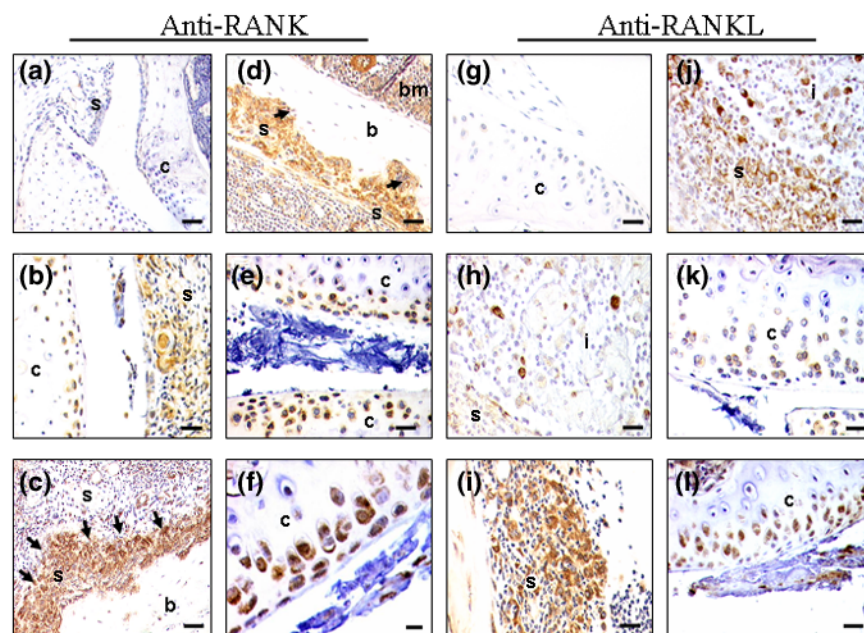 Anti-RANK Anti-RANKL
(a) s c
(d) bm s b s
(g) c
(j) i s
(b) s c
(e) c c
(h) i s
(k) c
(c) s s b
(f) c
(i) s
(l) c